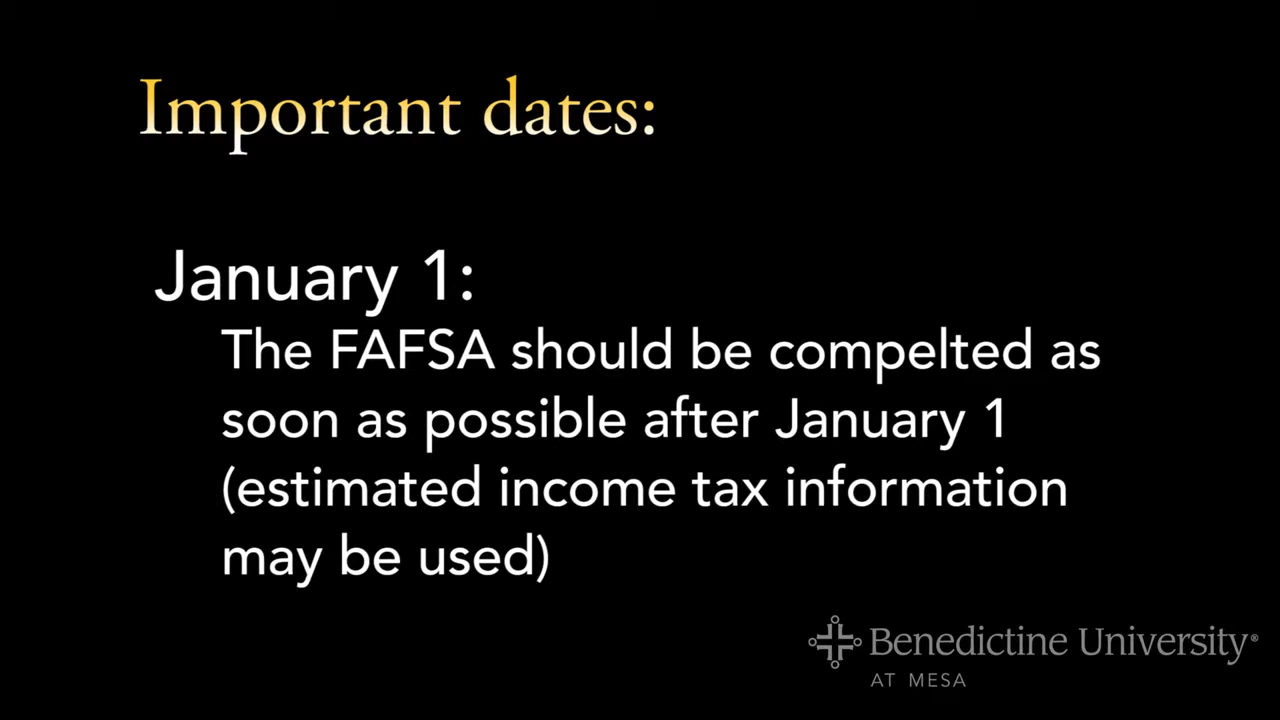 Important dates:
January 1:
The FAFSA should be compelted as
soon as possible after January 1
(estimated income tax information
may be used)
Benedictine University®
AT MESA